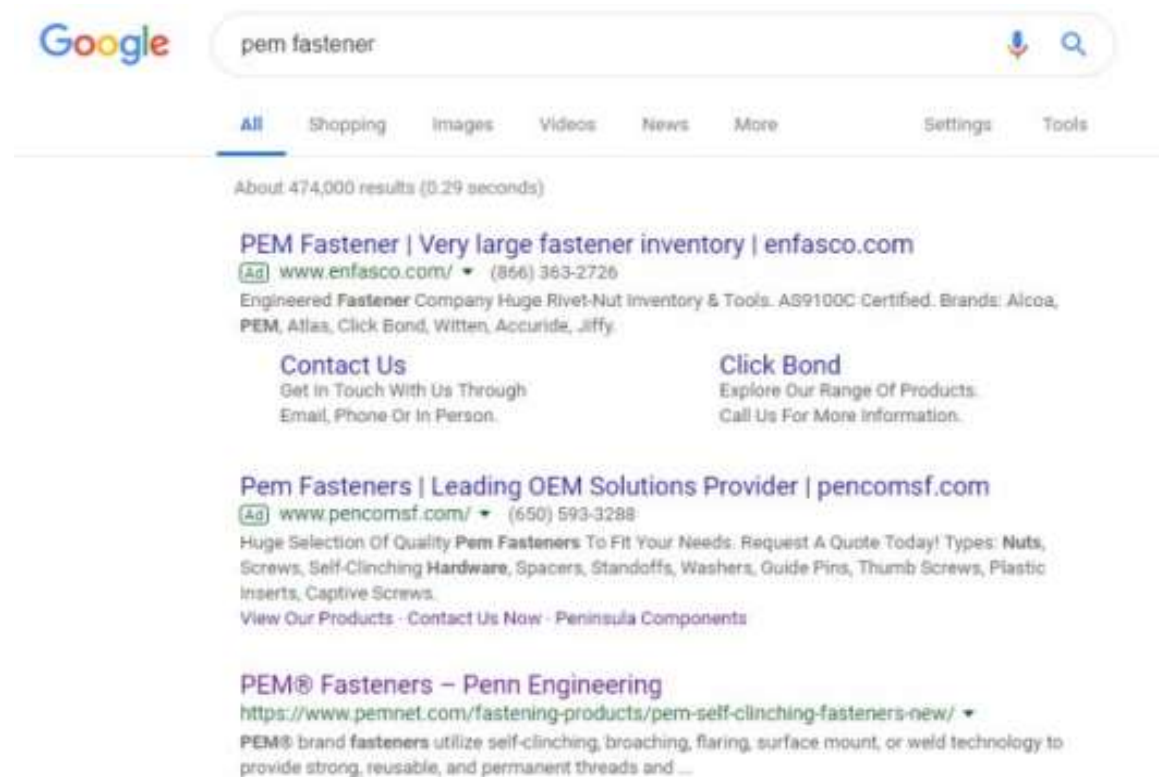 Google
pem fastener
All Shopping Images Videos News More Settings Tools
About 474,000 results (0.29 seconds)
PEM Fastener | Very large fastener inventory | enfasco.com
Ad www.enfasco.com/ (866) 363-2726
Engineered Fastener Company Huge Rivet-Nut Inventory & Tools. AS9100C Certified. Brands: Alcoa,
PEM, Atlas, Click Bond, Witten, Accuride, Jiffy.
Contact Us Click Bond
Get In Touch With Us Through Explore Our Range Of Products.
Email, Phone Or In Person. Call Us For More Information.
Pem Fasteners | Leading OEM Solutions Provider | pencomsf.com
Ad www.pencomsf.com/ (650) 593-3288
Huge Selection Of Quality Pem Fasteners To Fit Your Needs. Request A Quote Today! Types: Nuts,
Screws, Self-Clinching Hardware, Spacers, Standoffs, Washers, Guide Pins, Thumb Screws, Plastic
Inserts, Captive Screws.
View Our Products · Contact Us Now · Peninsula Components
PEM® Fasteners – Penn Engineering
https://www.pemnet.com/fastening-products/pem-self-clinching-fasteners-new/
PEM® brand fasteners utilize self-clinching, broaching, flaring, surface mount, or weld technology to
provide strong, reusable, and permanent threads and ...